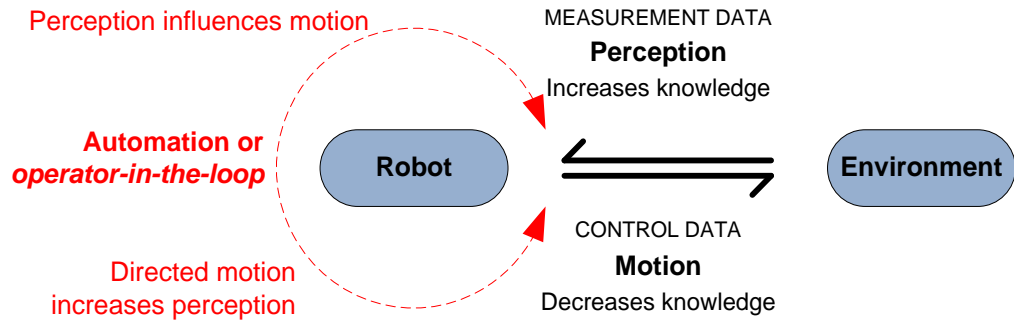 Perception influences motion
MEASUREMENT DATA
Perception
Increases knowledge
Automation or
operator-in-the-loop
Robot
Environment
CONTROL DATA
Motion
Decreases knowledge
Directed motion
increases perception